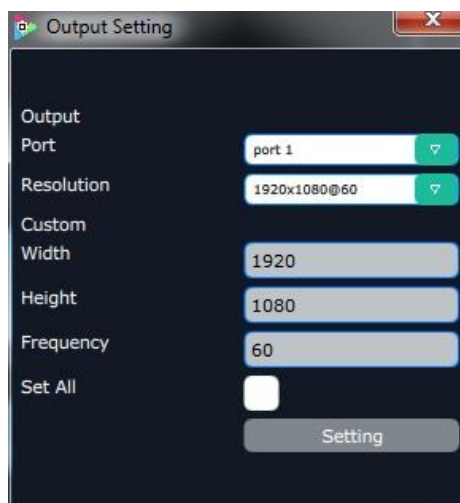 Output Setting
Output
Port port 1
Resolution 1920x1080@60
Custom
Width 1920
Height 1080
Frequency 60
Set All
Setting